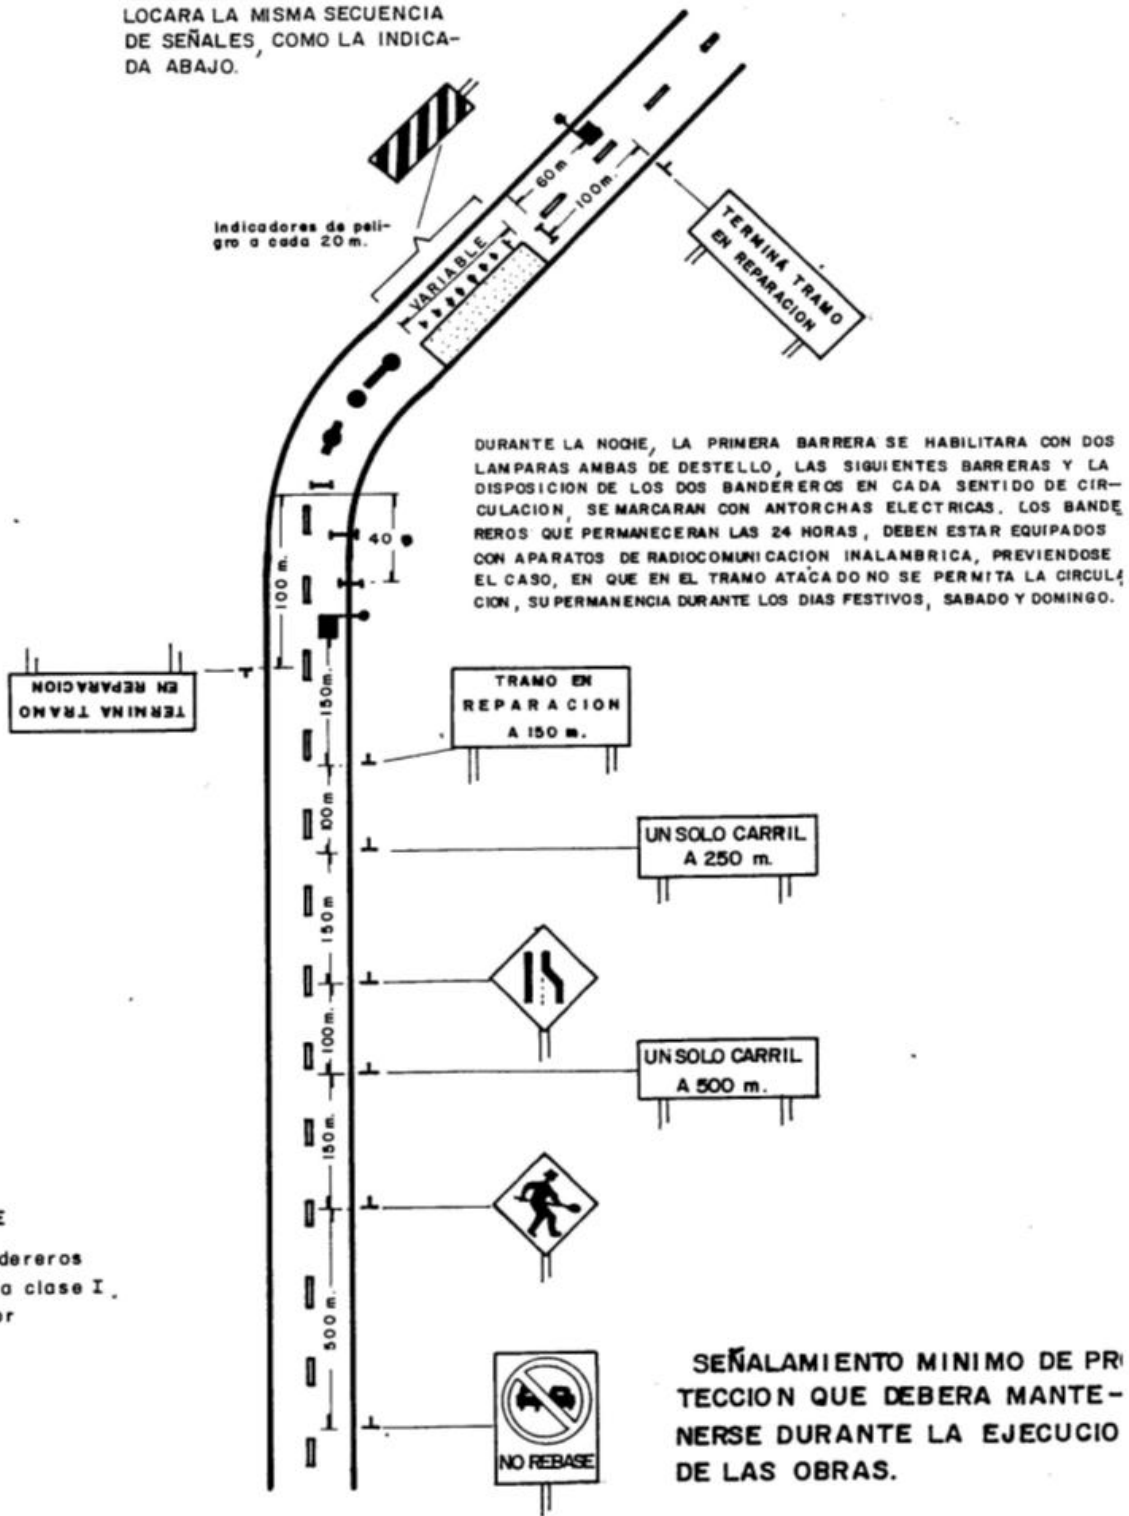 LOCARA LA MISMA SECUENCIA
DE SEÑALES, COMO LA INDICA-
DA ABAJO.
Indicadores de peli-
gro a cada 20 m.
60 m
100 m.
VARIABLE
TERMINA TRAMO
EN REPARACION
DURANTE LA NOCHE, LA PRIMERA BARRERA SE HABILITARA CON DOS
LAMPARAS AMBAS DE DESTELLO, LAS SIGUIENTES BARRERAS Y LA
DISPOSICION DE LOS DOS BANDEREROS EN CADA SENTIDO DE CIR-
CULACION, SE MARCARAN CON ANTORCHAS ELECTRICAS. LOS BANDE
REROS QUE PERMANECERAN LAS 24 HORAS, DEBEN ESTAR EQUIPADOS
CON APARATOS DE RADIOCOMUNICACION INALAMBRICA, PREVIENDOSE
EL CASO, EN QUE EN EL TRAMO ATACADO NO SE PERMITA LA CIRCULA
CION, SU PERMANENCIA DURANTE LOS DIAS FESTIVOS, SABADO Y DOMINGO.
40
100 m.
TERMINA TRAMO
EN REPARACION
150m.
TRAMO EN
REPARACION
A 150 m.
100 m
UN SOLO CARRIL
A 250 m.
150 m
100 m.
UN SOLO CARRIL
A 500 m.
150 m.
E
dereros
a clase I.
or
500 m.
NO REBASE
SEÑALAMIENTO MINIMO DE PR
TECCION QUE DEBERA MANTE-
NERSE DURANTE LA EJECUCIO
DE LAS OBRAS.